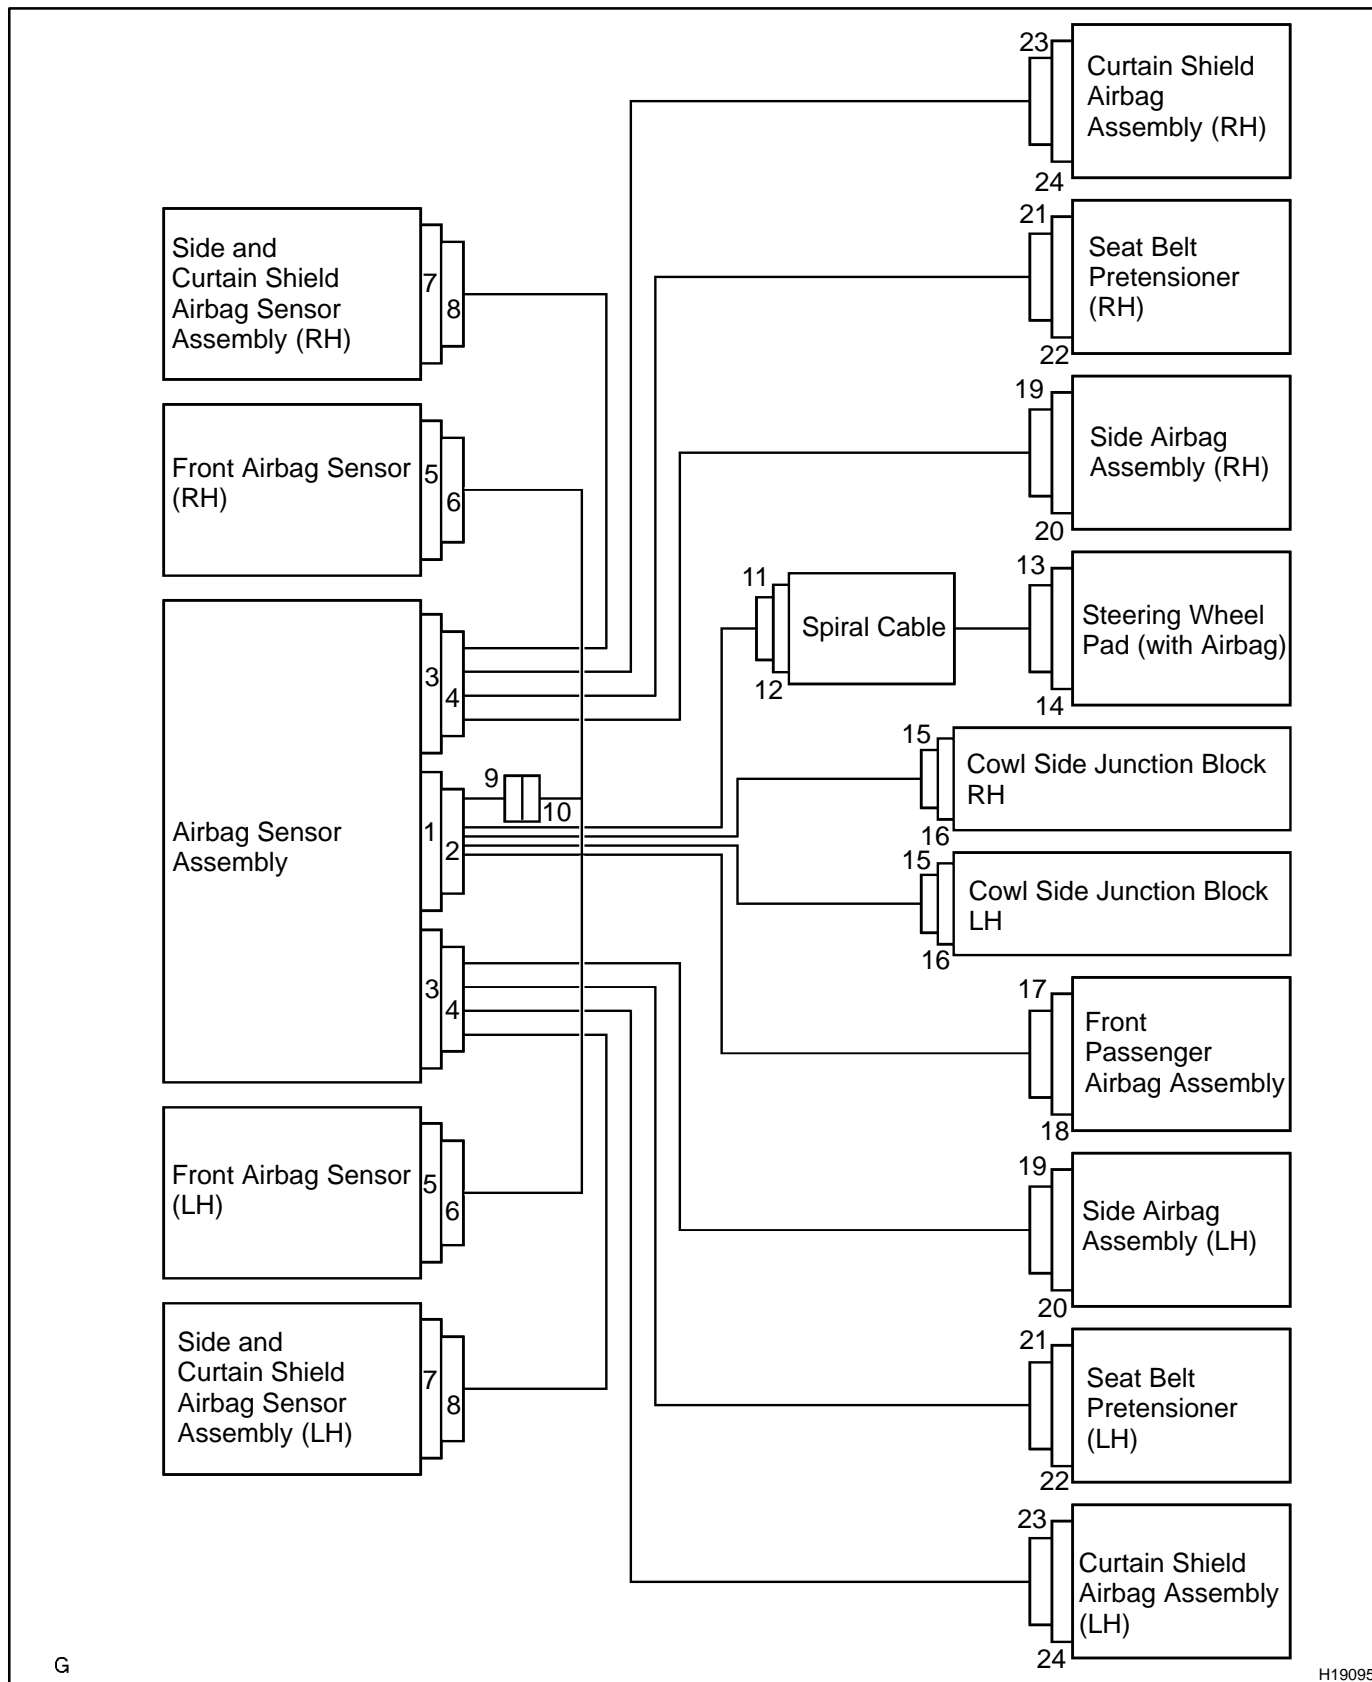 23
Curtain Shield
Airbag
Assembly (RH)
24
21
Seat Belt
Pretensioner
(RH)
22
19
Side Airbag
Assembly (RH)
20
13
Steering Wheel
Pad (with Airbag)
14
11
Spiral Cable
12
15
Cowl Side Junction Block
RH
16
15
Cowl Side Junction Block
LH
16
17
Front
Passenger
Airbag Assembly
18
19
Side Airbag
Assembly (LH)
20
21
Seat Belt
Pretensioner
(LH)
22
23
Curtain Shield
Airbag Assembly
(LH)
24
Side and
Curtain Shield
Airbag Sensor
Assembly (RH)
7
8
Front Airbag Sensor
(RH)
5
6
Airbag Sensor
Assembly
3
4
9
10
1
2
3
4
Front Airbag Sensor
(LH)
5
6
Side and
Curtain Shield
Airbag Sensor
Assembly (LH)
7
8
G
H19095